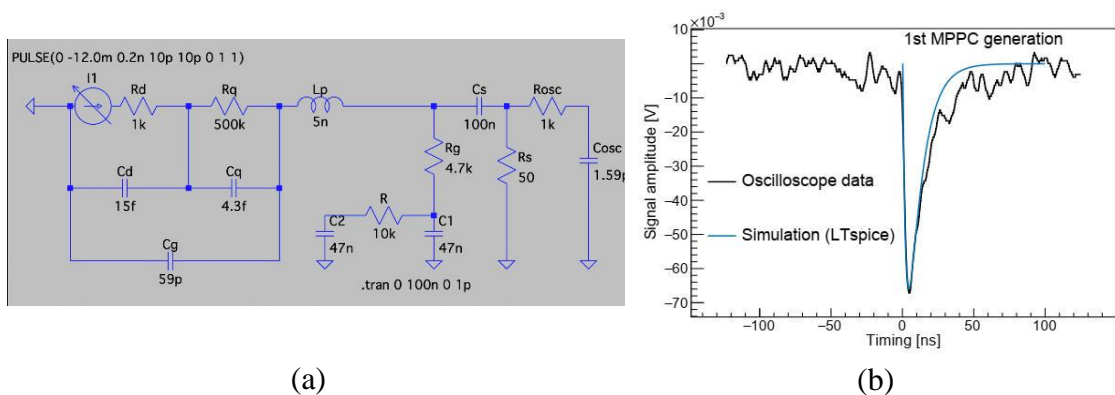 PULSE(0 -12.0m 0.2n 10p 10p 0 1 1)
I1
Rd
1k
Rq
500k
Lp
5n
Cs
100n
Rosc
1k
Cd
15f
Cq
4.3f
Rg
4.7k
Rs
50
Cosc
1.59p
C2
47n
R
10k
C1
47n
Cg
59p
.tran 0 100n 0 1p
(a)
10 ×10⁻³
1st MPPC generation
0
−10
−20
−30
−40
−50
−60
−70
Signal amplitude [V]
Oscilloscope data
Simulation (LTspice)
−100 −50 0 50 100
Timing [ns]
(b)